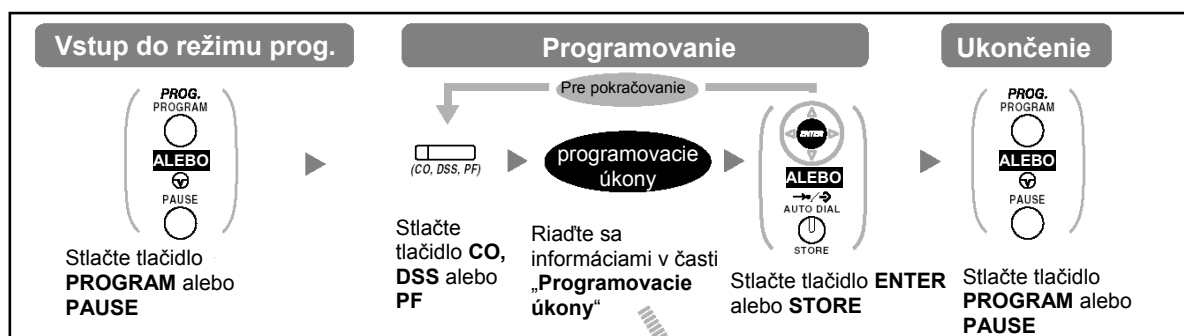 Vstup do režimu prog.
Programovanie
Ukončenie
PROG.
PROGRAM
ALEBO
PAUSE
Stlačte tlačidlo
PROGRAM alebo
PAUSE
Pre pokračovanie
(CO, DSS, PF)
Stlačte
tlačidlo CO,
DSS alebo
PF
programovacie
úkony
Riaďte sa
informáciami v časti
„Programovacie
úkony“
ENTER
ALEBO
AUTO DIAL
STORE
Stlačte tlačidlo ENTER
alebo STORE
PROG.
PROGRAM
ALEBO
PAUSE
Stlačte tlačidlo
PROGRAM alebo
PAUSE